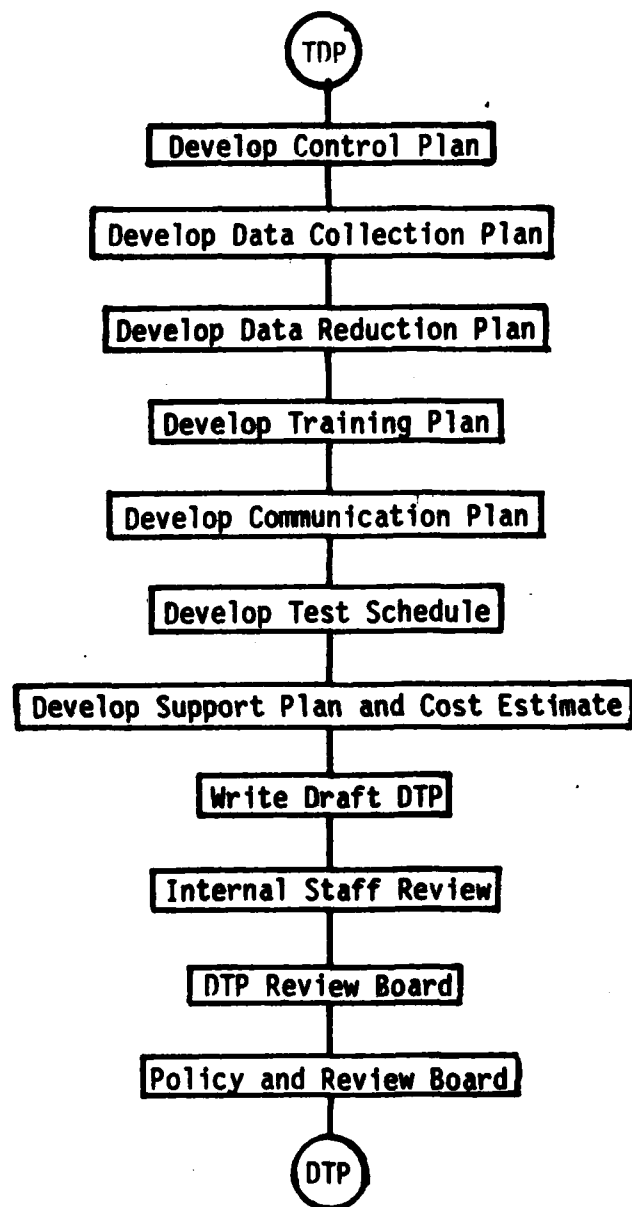 TDP
Develop Control Plan
Develop Data Collection Plan
Develop Data Reduction Plan
Develop Training Plan
Develop Communication Plan
Develop Test Schedule
Develop Support Plan and Cost Estimate
Write Draft DTP
Internal Staff Review
DTP Review Board
Policy and Review Board
DTP